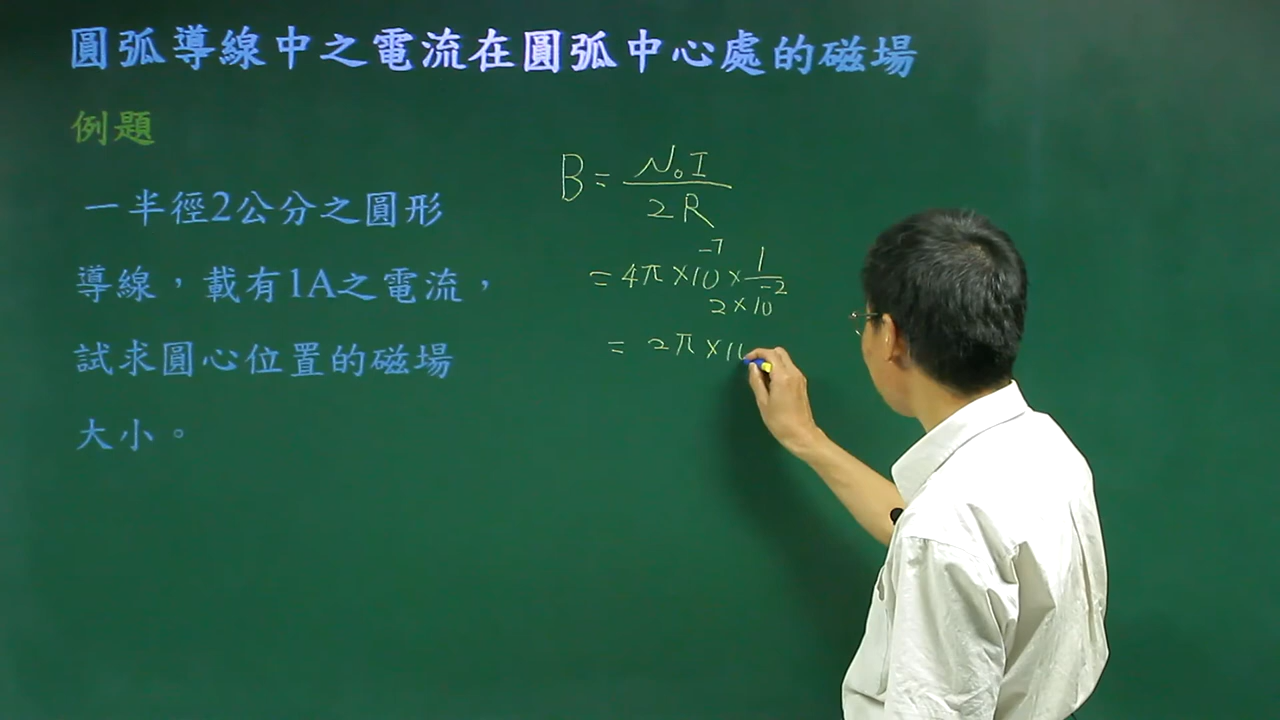 圓弧導線中之電流在圓弧中心處的磁場
例題
一半徑2公分之圓形
導線，載有1A之電流，
試求圓心位置的磁場
大小。
B = μ₀I / 2R
= 4π×10⁻⁷ × 1 / 2×10⁻²
= 2π×10